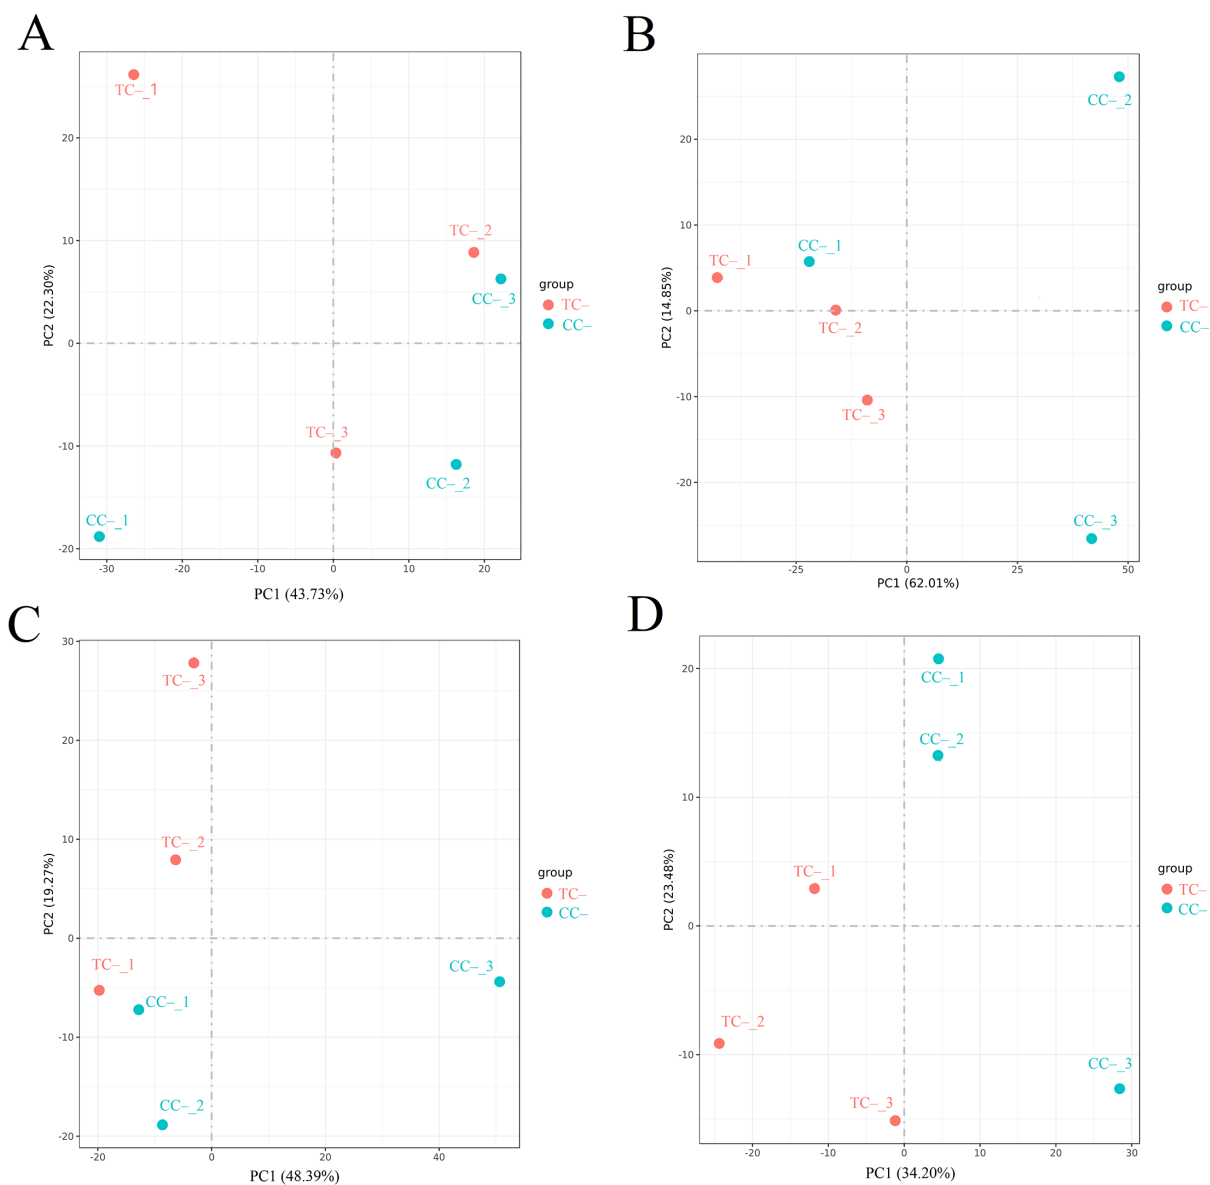 A
TC–_1
TC–_2
CC–_3
TC–_3
CC–_2
CC–_1
20
10
0
-10
-20
-30
-20
-10
0
10
20
PC2 (22.30%)
PC1 (43.73%)
group
TC–
CC–
B
CC–_2
CC–_1
TC–_1
TC–_2
TC–_3
CC–_3
20
10
0
-10
-20
-25
0
25
50
PC2 (14.85%)
PC1 (62.01%)
group
TC–
CC–
C
TC–_3
TC–_2
TC–_1
CC–_1
CC–_3
CC–_2
30
20
10
0
-10
-20
-20
0
20
40
PC2 (19.27%)
PC1 (48.39%)
group
TC–
CC–
D
CC–_1
CC–_2
TC–_1
TC–_2
CC–_3
TC–_3
20
10
0
-10
-20
-10
0
10
20
30
PC2 (23.48%)
PC1 (34.20%)
group
TC–
CC–